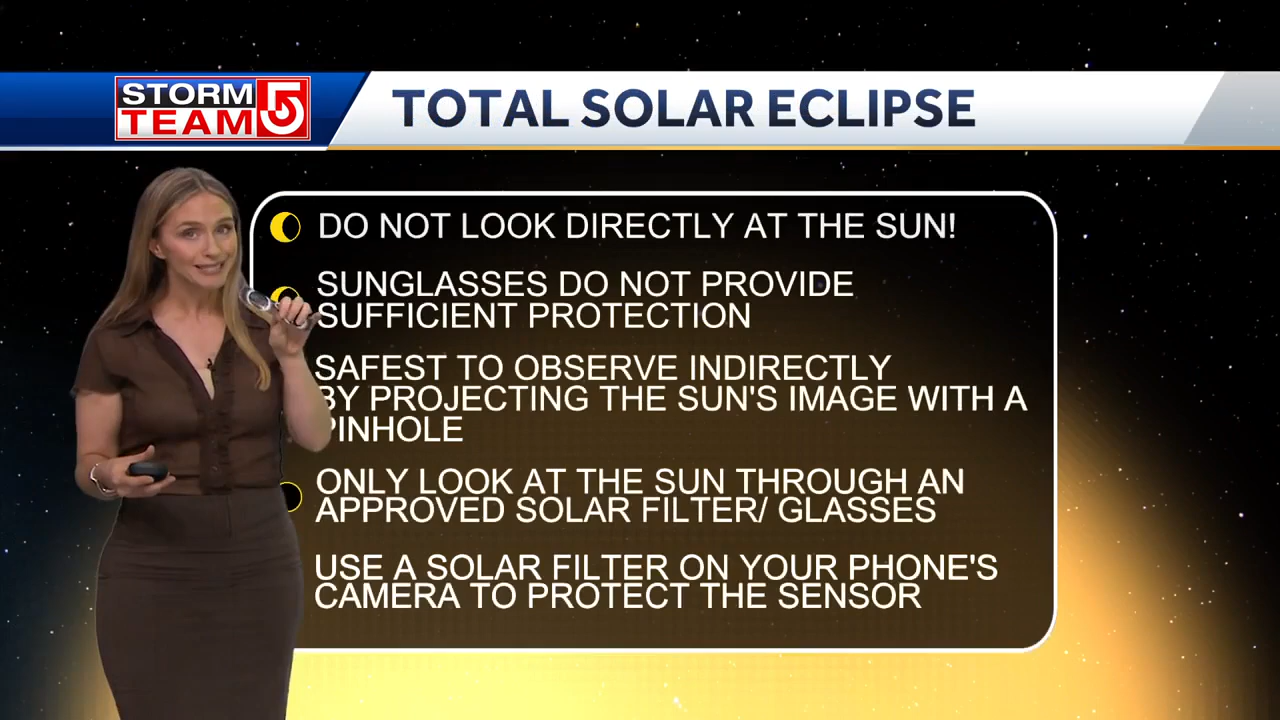 STORM
TEAM 5
TOTAL SOLAR ECLIPSE
DO NOT LOOK DIRECTLY AT THE SUN!
SUNGLASSES DO NOT PROVIDE
SUFFICIENT PROTECTION
SAFEST TO OBSERVE INDIRECTLY
BY PROJECTING THE SUN'S IMAGE WITH A
PINHOLE
ONLY LOOK AT THE SUN THROUGH AN
APPROVED SOLAR FILTER/ GLASSES
USE A SOLAR FILTER ON YOUR PHONE'S
CAMERA TO PROTECT THE SENSOR